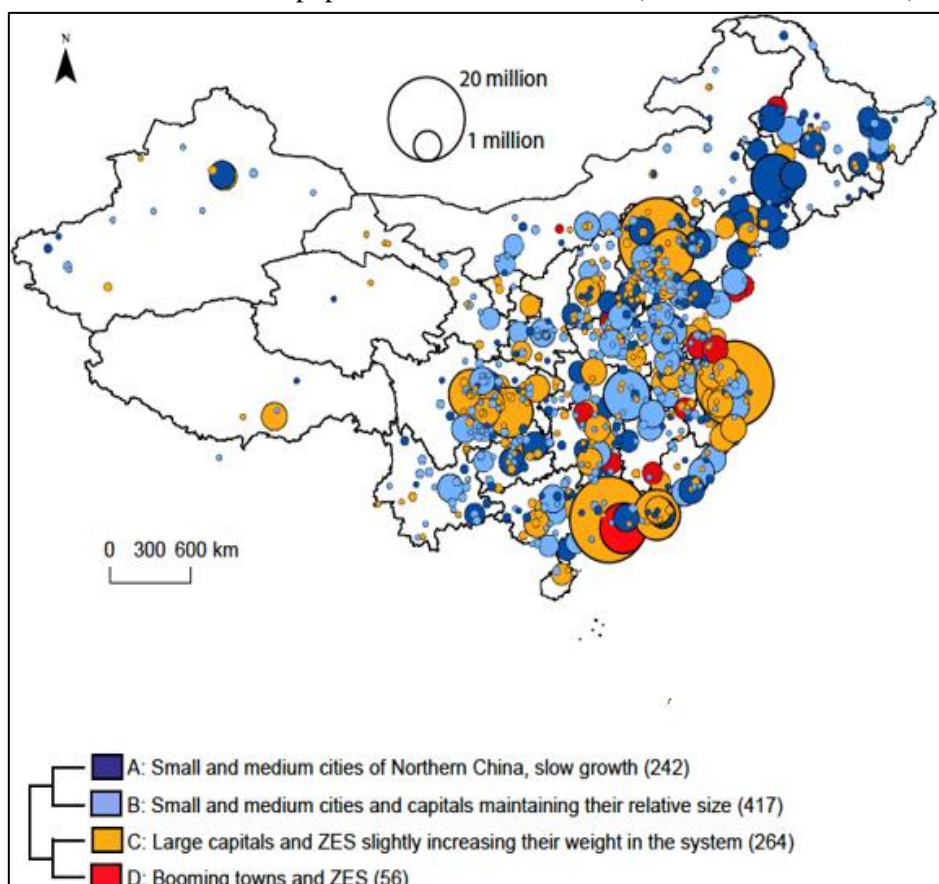 N
20 million
1 million
0 300 600 km
A: Small and medium cities of Northern China, slow growth (242)
B: Small and medium cities and capitals maintaining their relative size (417)
C: Large capitals and ZES slightly increasing their weight in the system (264)
D: Booming towns and ZES (56)